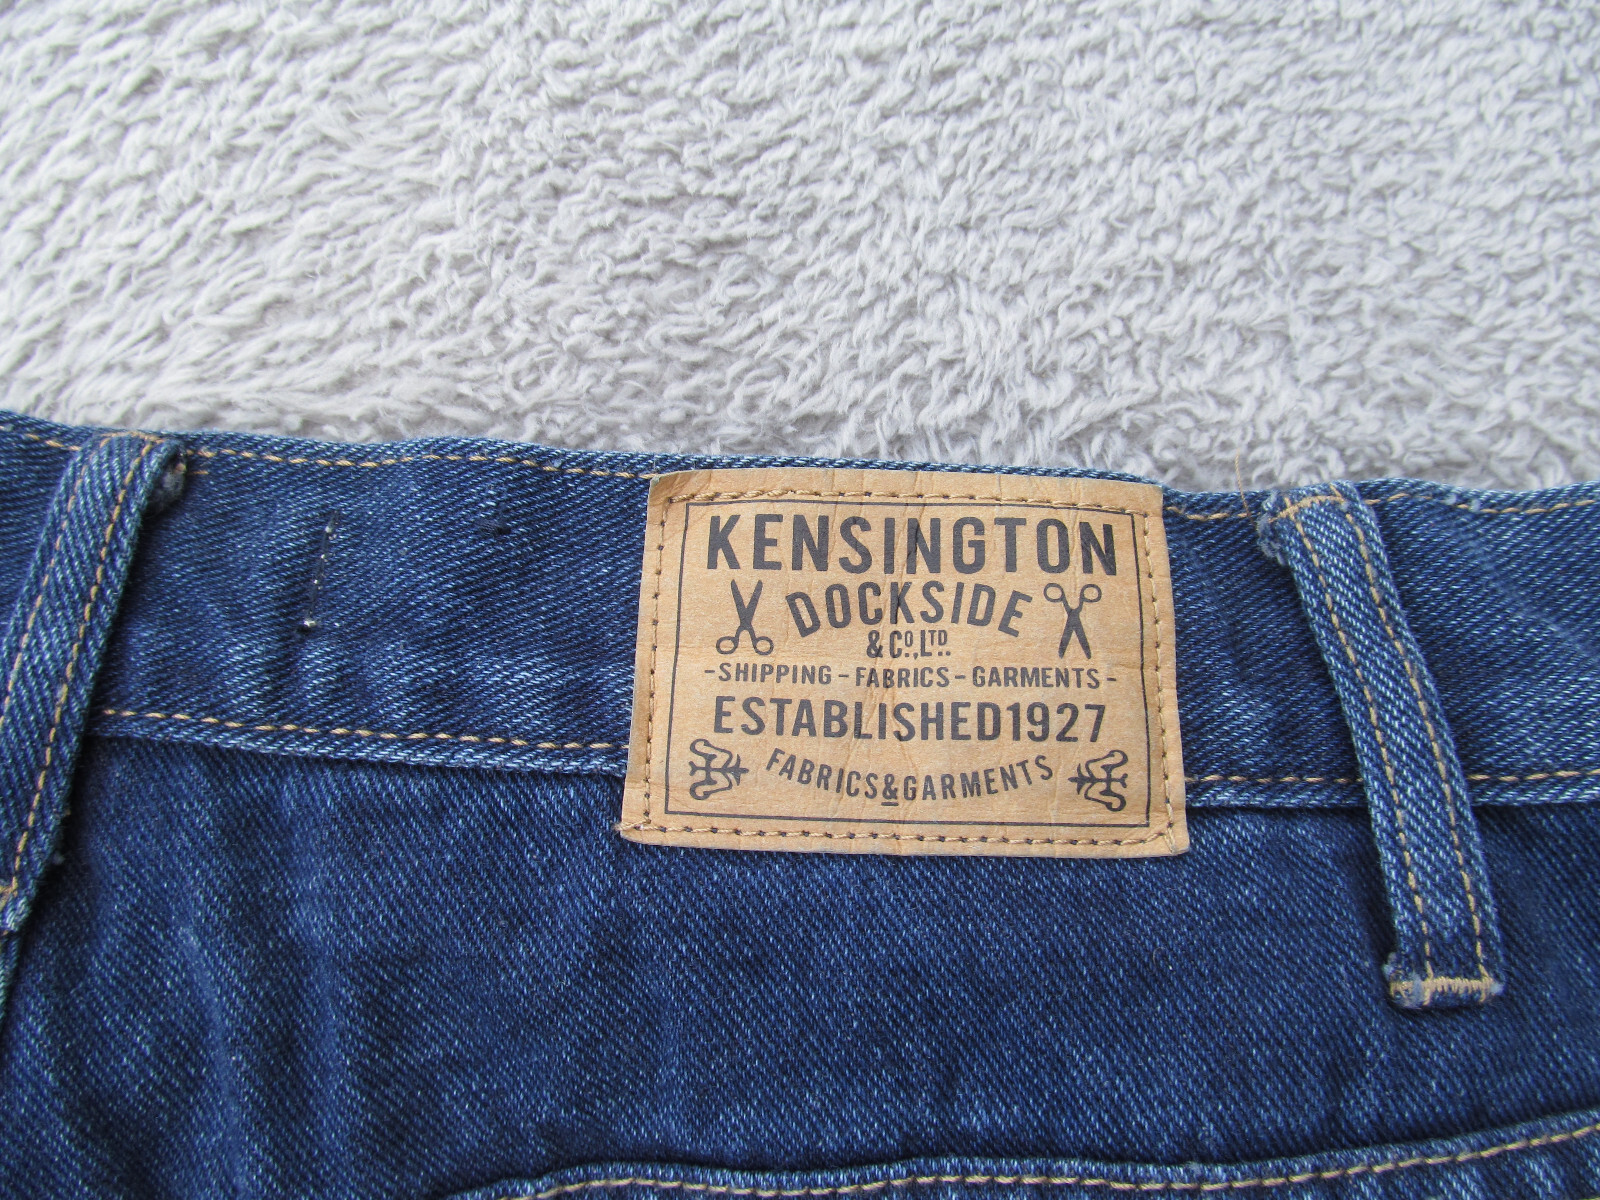 KENSINGTON
DOCKSIDE
& Co., LTD.
-SHIPPING-FABRICS-GARMENTS-
ESTABLISHED1927
FABRICS&GARMENTS